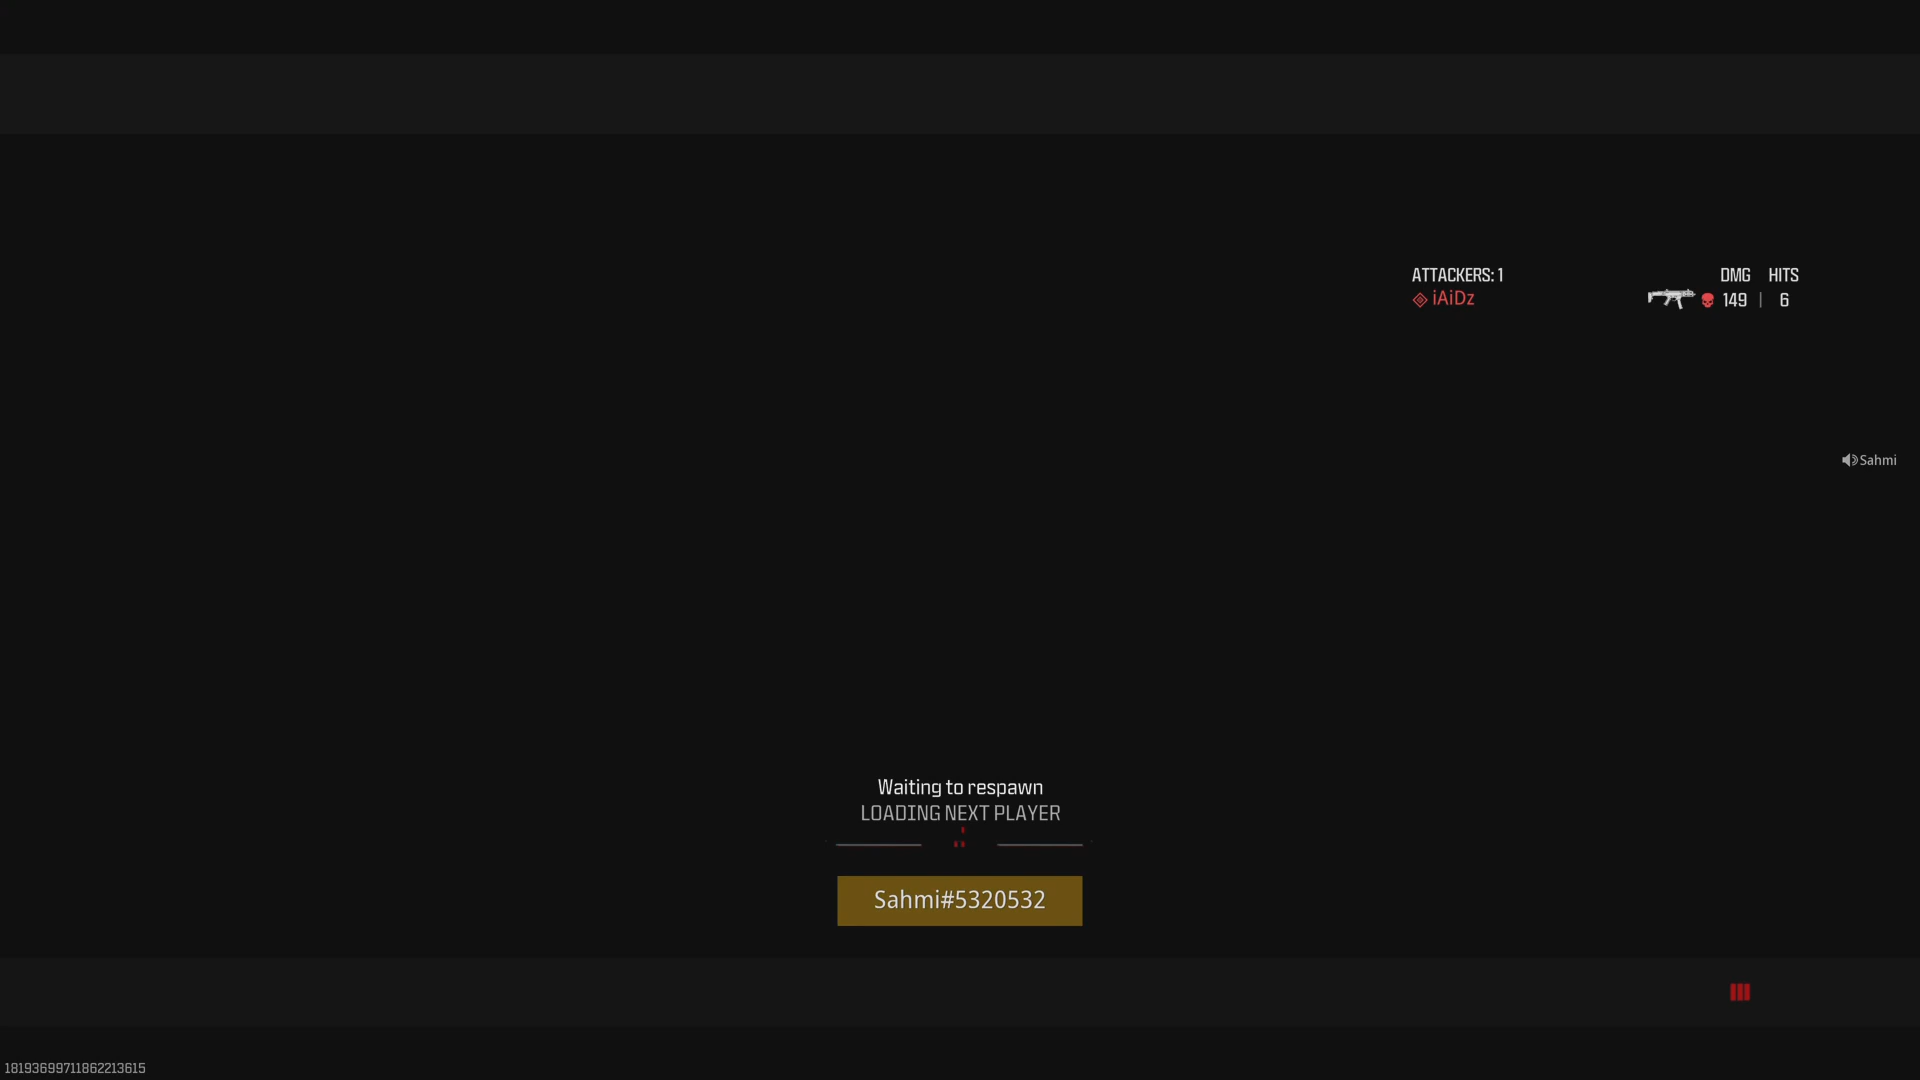 ATTACKERS: 1 DMG HITS
iAiDz 149 | 6
Sahmi
Waiting to respawn
LOADING NEXT PLAYER
Sahmi#5320532
18193699711862213615